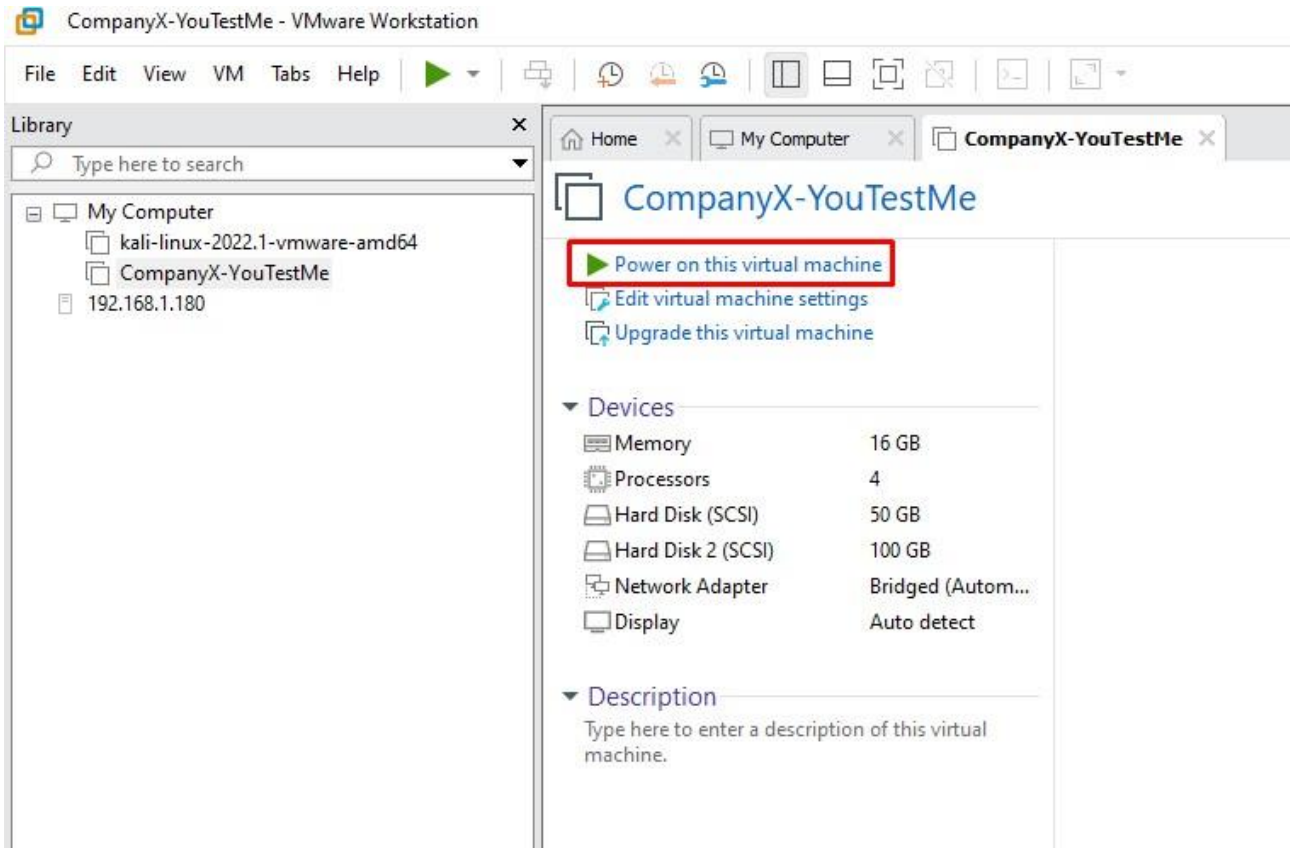 CompanyX-YouTestMe - VMware Workstation
File Edit View VM Tabs Help
Library
Type here to search
My Computer
kali-linux-2022.1-vmware-amd64
CompanyX-YouTestMe
192.168.1.180
Home My Computer CompanyX-YouTestMe
CompanyX-YouTestMe
Power on this virtual machine
Edit virtual machine settings
Upgrade this virtual machine
Devices
Memory 16 GB
Processors 4
Hard Disk (SCSI) 50 GB
Hard Disk 2 (SCSI) 100 GB
Network Adapter Bridged (Autom...
Display Auto detect
Description
Type here to enter a description of this virtual
machine.